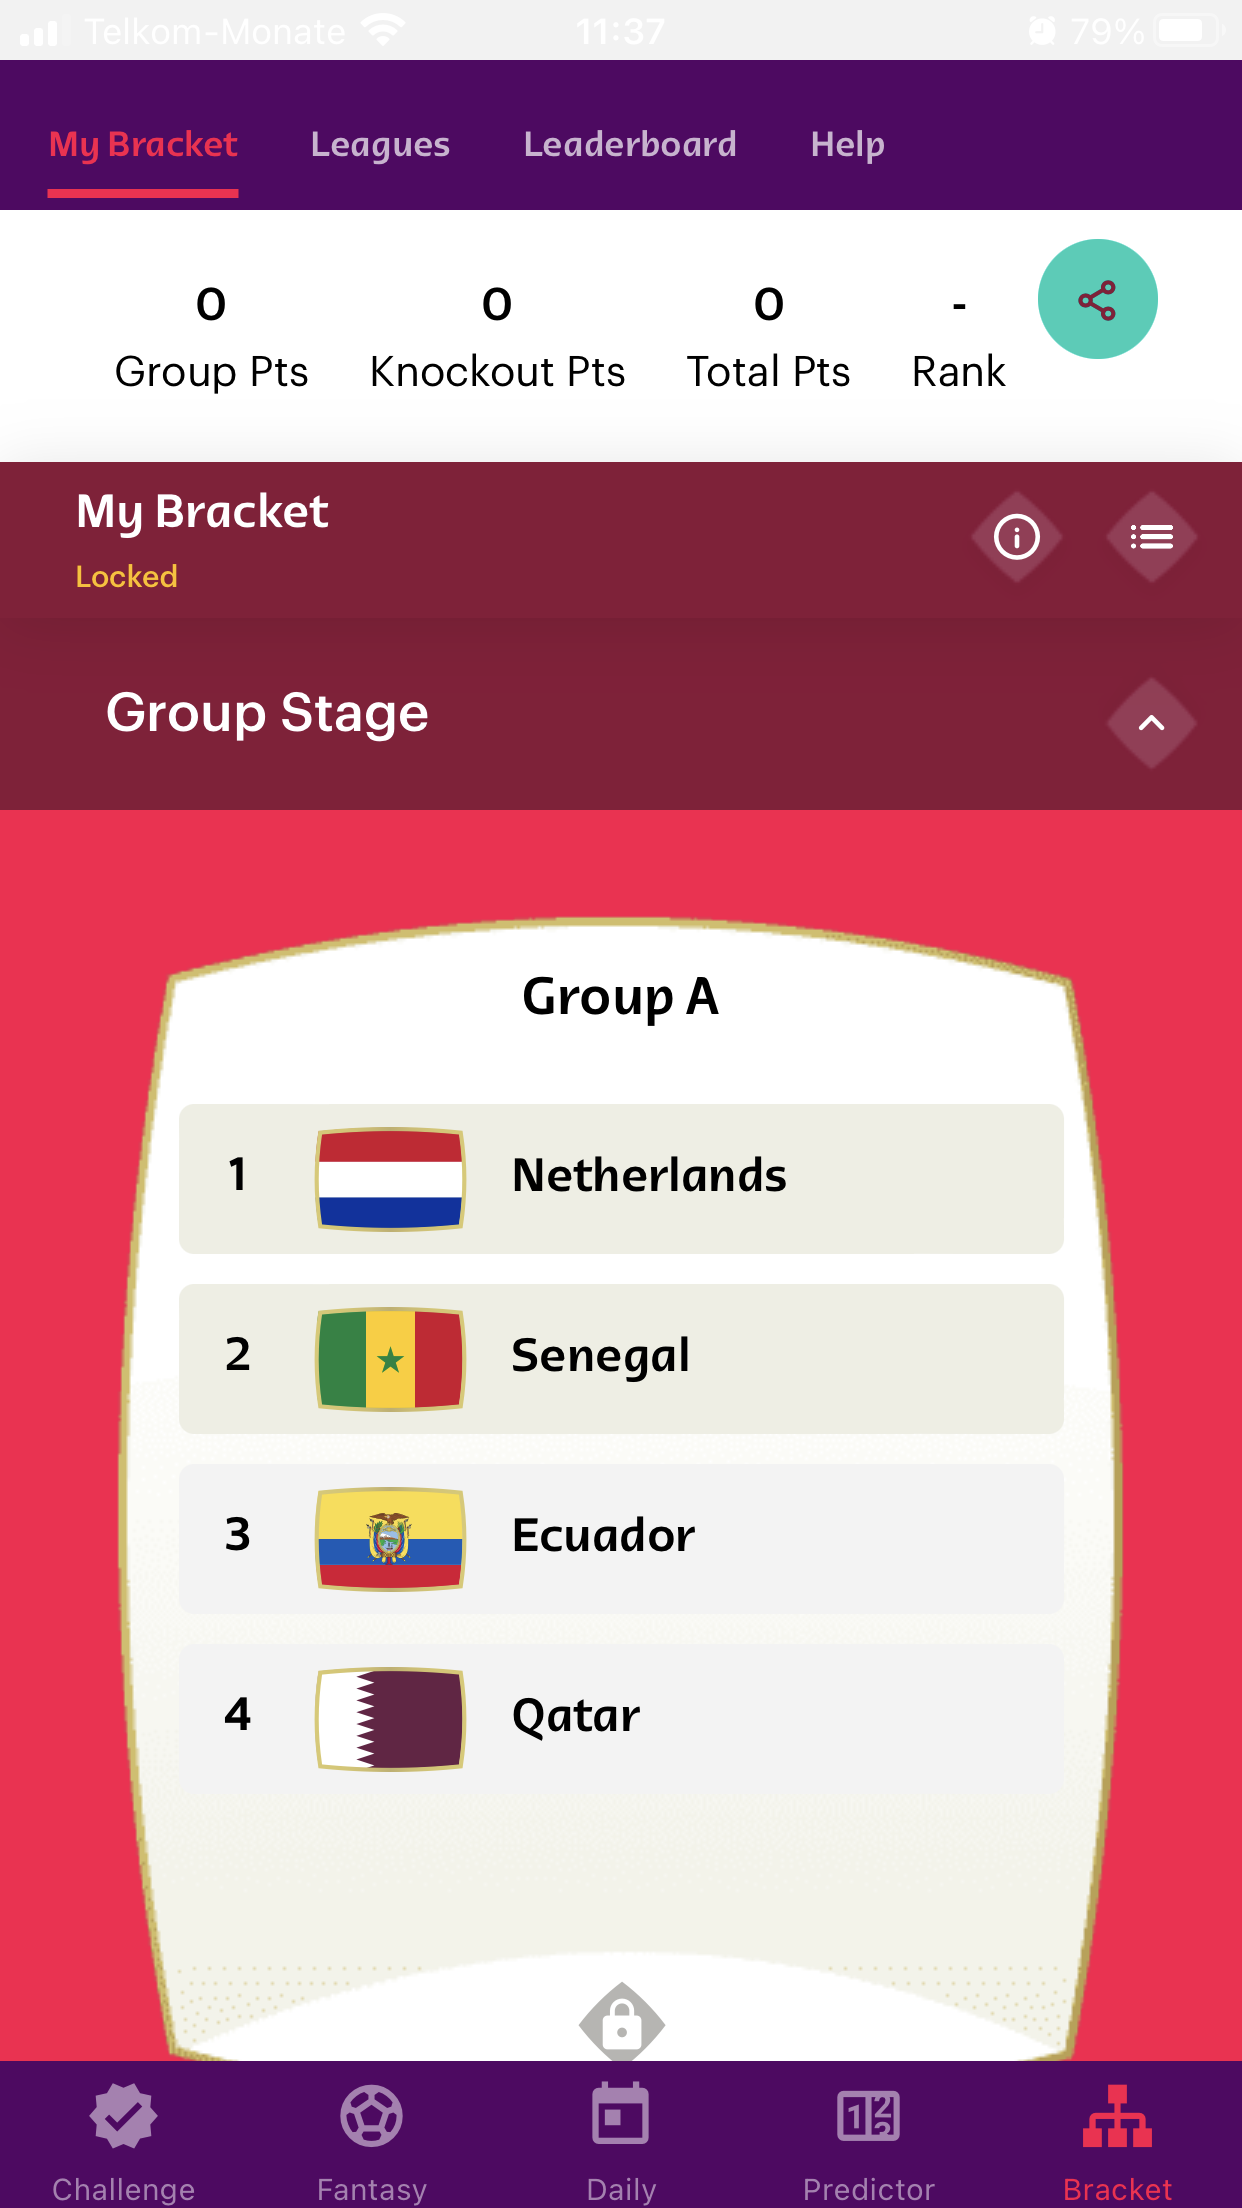 Telkom-Monate 11:37 79%
My Bracket Leagues Leaderboard Help
0 0 0 -
Group Pts Knockout Pts Total Pts Rank
My Bracket
Locked
Group Stage
Group A
1 Netherlands
2 Senegal
3 Ecuador
4 Qatar
Challenge Fantasy Daily Predictor Bracket